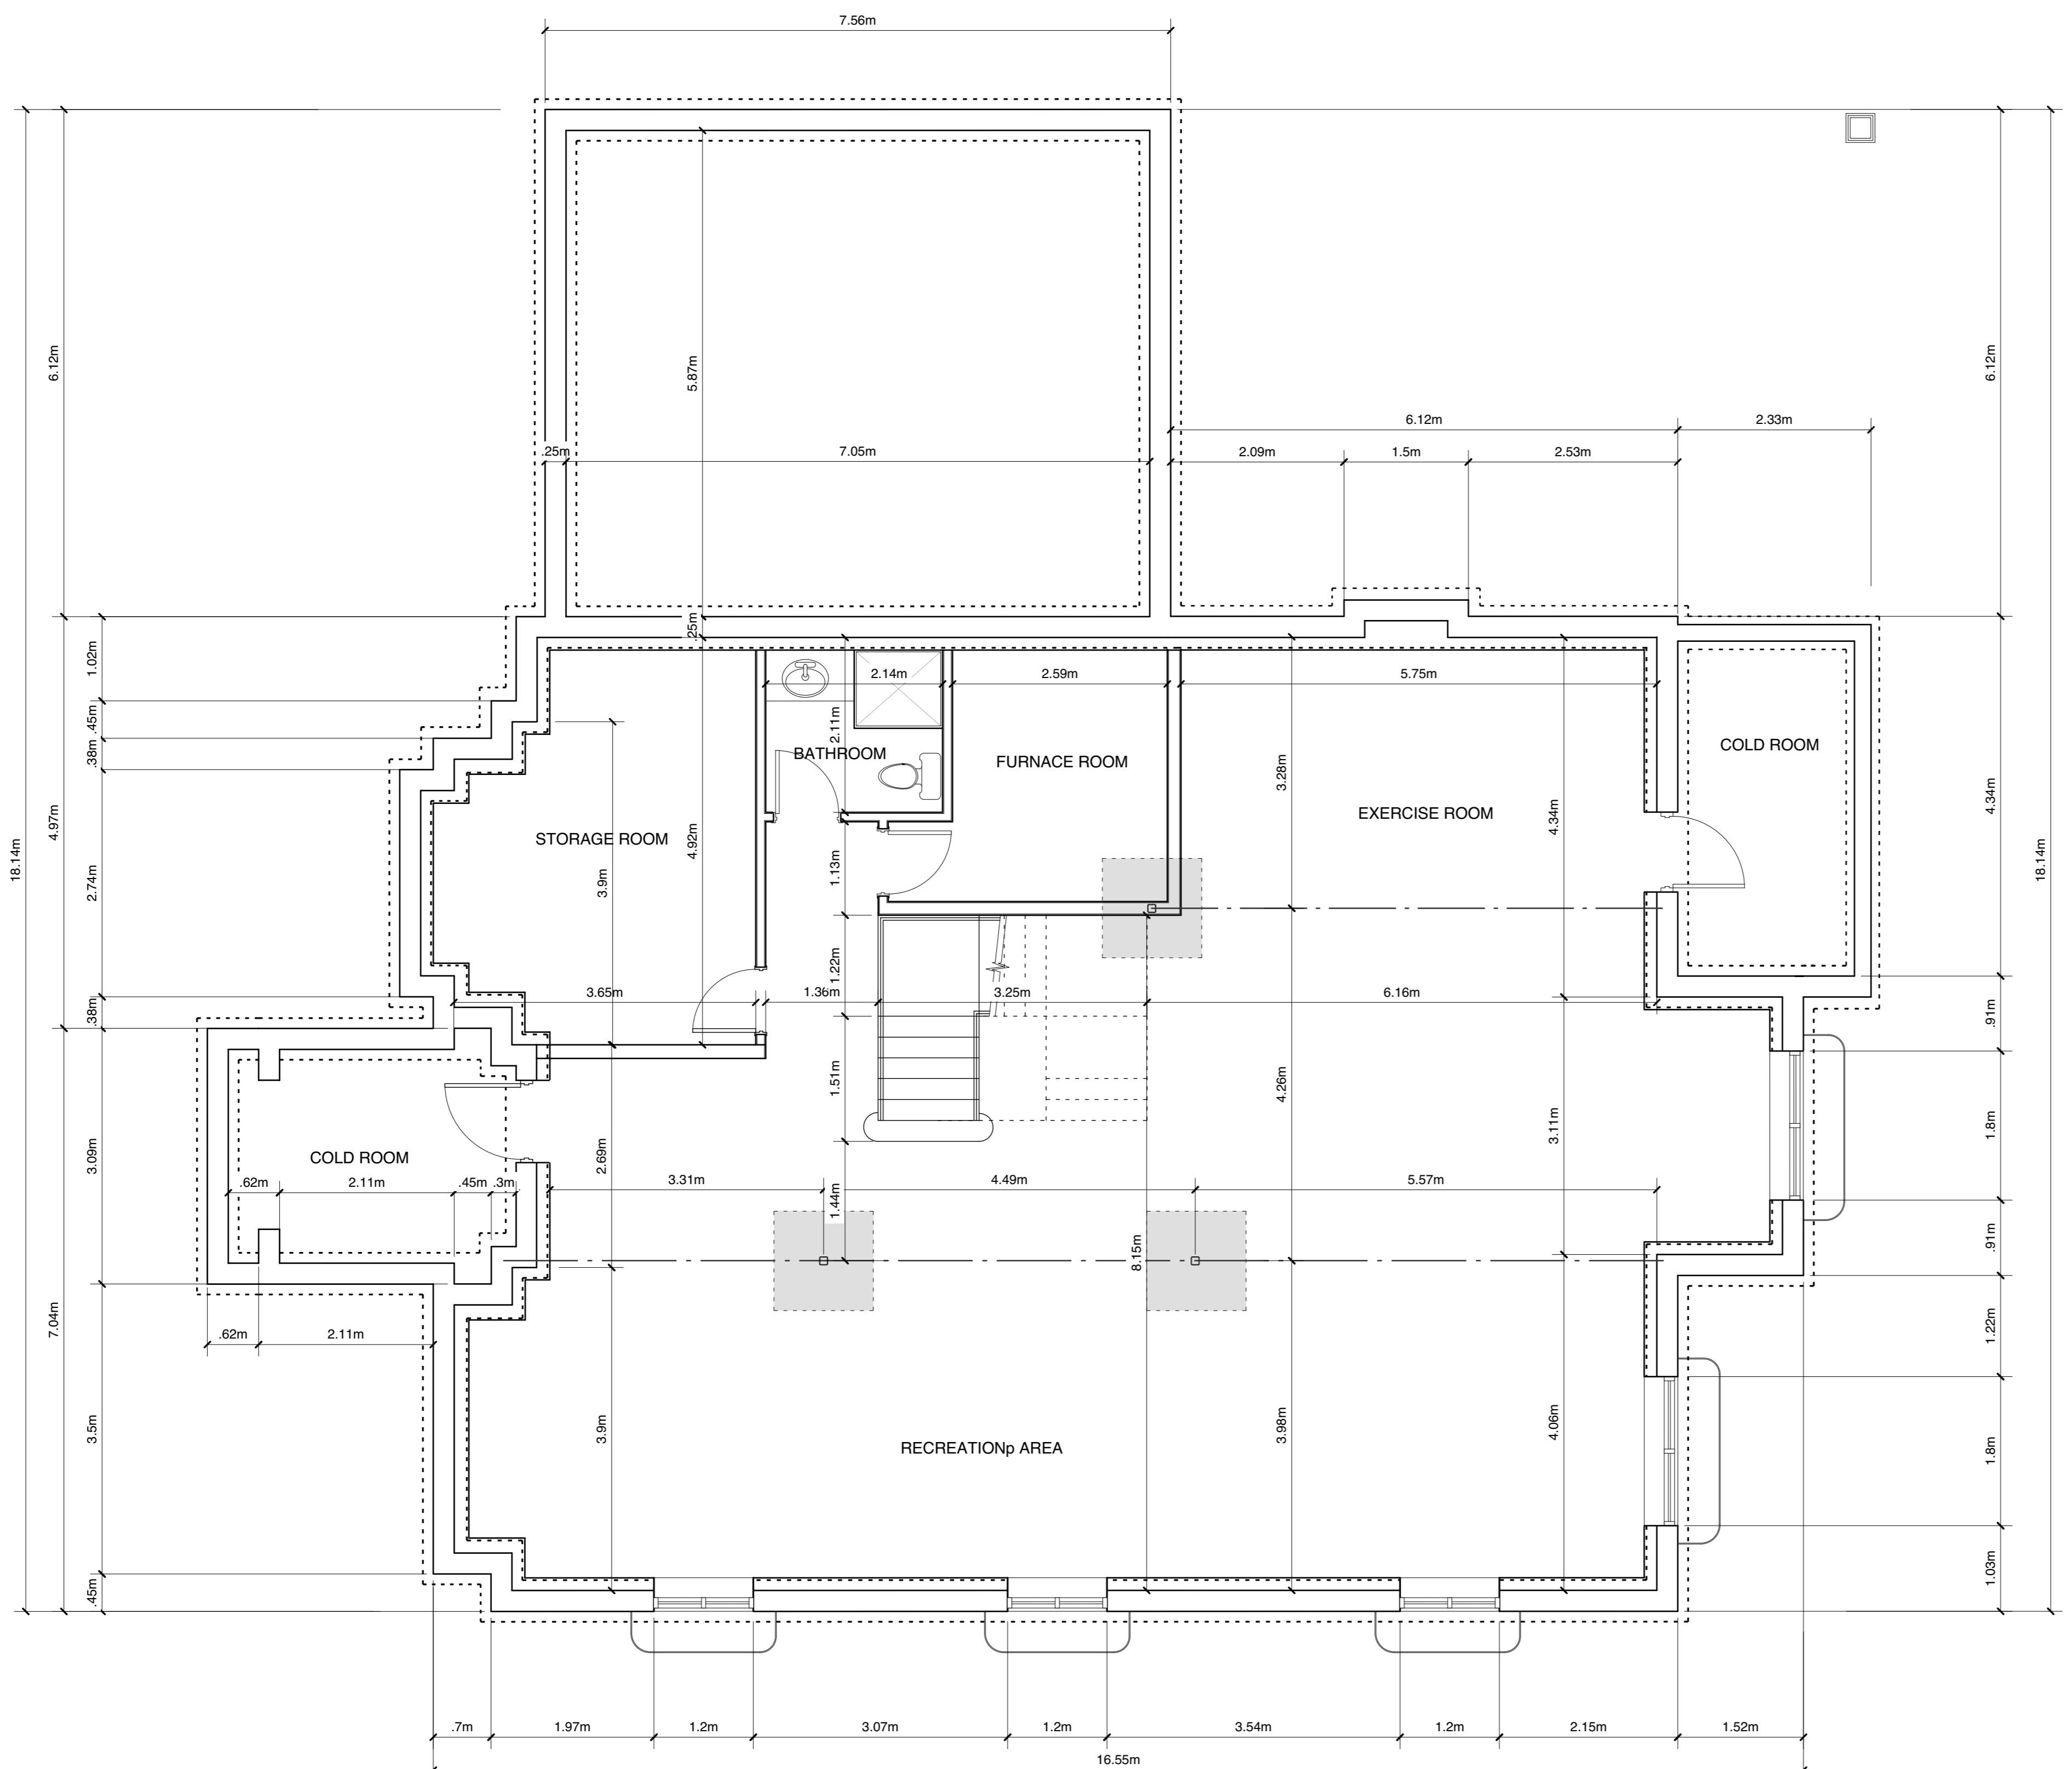 7.56m
6.12m
18.14m
5.87m
6.12m
6.12m
2.33m
.25m
7.05m
2.09m
1.5m
2.53m
.25m
1.02m
.45m
.38m
4.97m
2.74m
.38m
2.14m
2.59m
5.75m
2.11m
BATHROOM
FURNACE ROOM
COLD ROOM
3.28m
EXERCISE ROOM
4.34m
4.34m
STORAGE ROOM
4.92m
18.14m
3.9m
1.13m
1.22m
3.65m
1.36m
3.25m
6.16m
.91m
1.51m
4.26m
3.11m
1.8m
3.09m
COLD ROOM
2.69m
.62m
2.11m
.45m
.3m
3.31m
4.49m
5.57m
1.44m
8.15m
.91m
7.04m
.62m
2.11m
1.22m
3.5m
3.9m
RECREATIONp AREA
3.98m
4.06m
1.8m
.45m
1.03m
.7m
1.97m
1.2m
3.07m
1.2m
3.54m
1.2m
2.15m
1.52m
16.55m